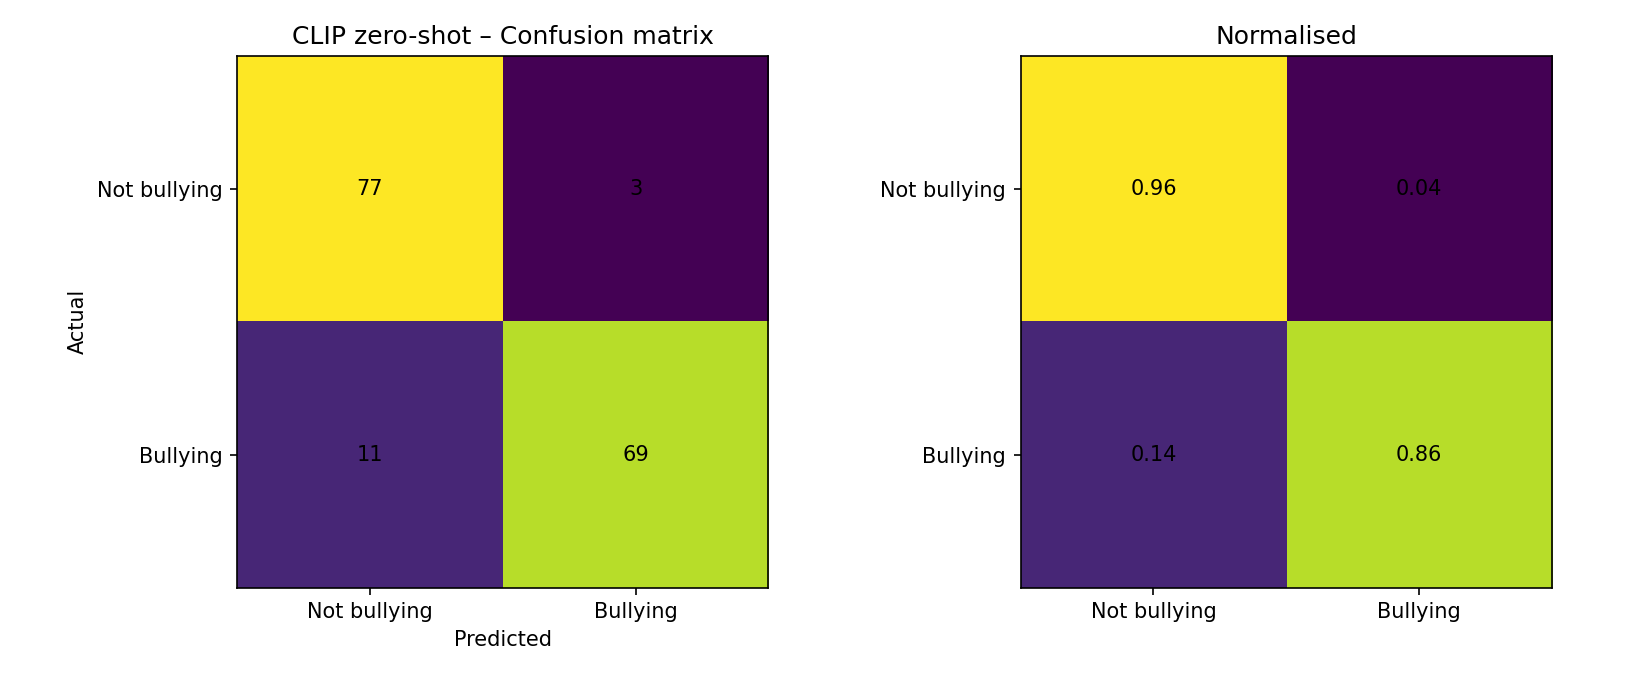 CLIP zero-shot – Confusion matrix
Not bullying
77
3
Actual
Bullying
11
69
Not bullying
Bullying
Predicted
Normalised
Not bullying
0.96
0.04
Bullying
0.14
0.86
Not bullying
Bullying